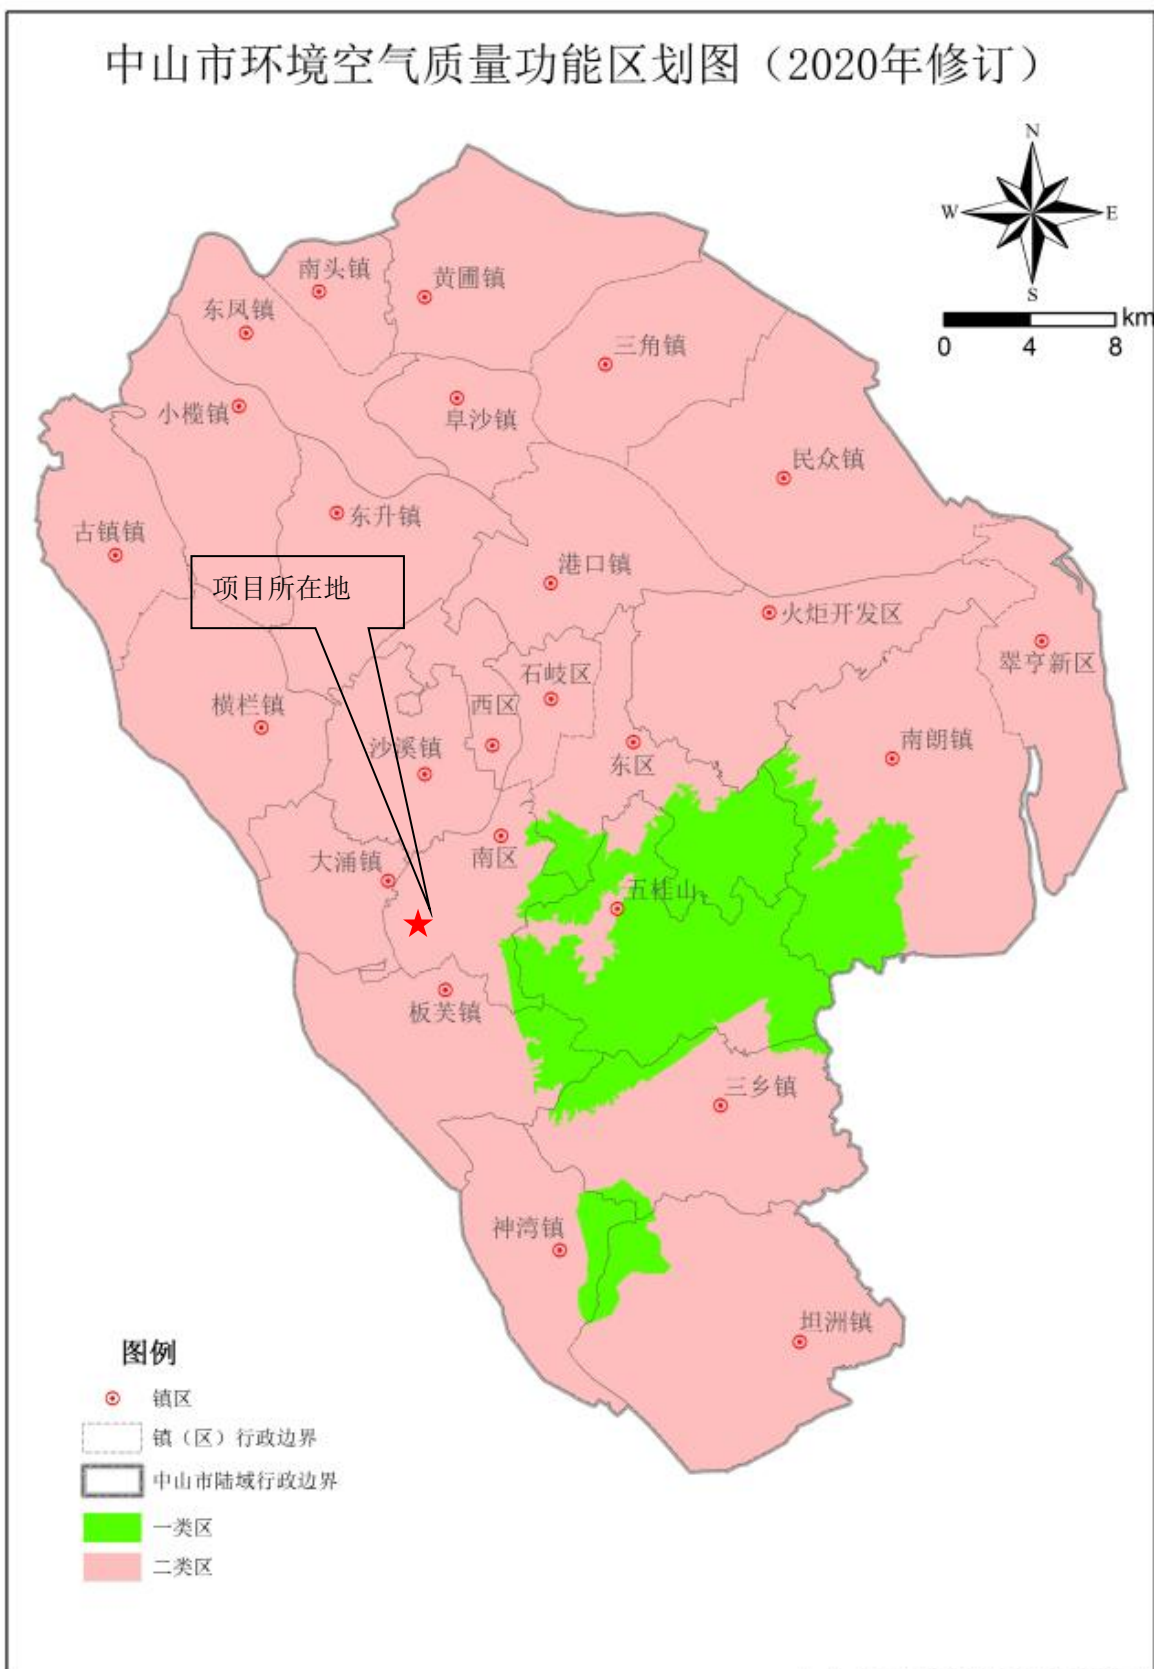 中山市环境空气质量功能区划图（2020年修订）
N
W
E
S
km
0
4
8
南头镇
黄圃镇
东凤镇
三角镇
小榄镇
阜沙镇
民众镇
东升镇
古镇镇
港口镇
项目所在地
火炬开发区
翠亨新区
石岐区
西区
横栏镇
沙溪镇
东区
南朗镇
南区
大涌镇
五桂山
板芙镇
三乡镇
神湾镇
坦洲镇
图例
镇区
镇（区）行政边界
中山市陆域行政边界
一类区
二类区